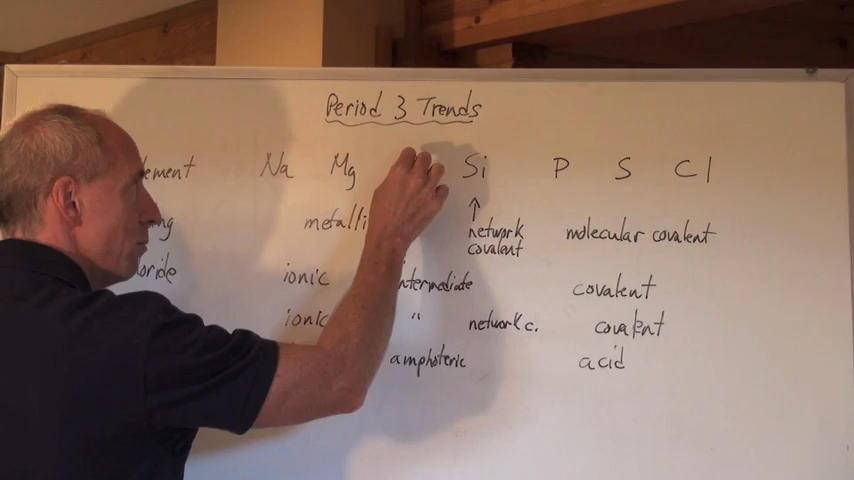 Period 3 Trends
ement Na Mg Si P S Cl
ng metalli ↑ network covalent molecular covalent
oride ionic intermediate covalent
ionic " network c. covalent
amphoteric acid